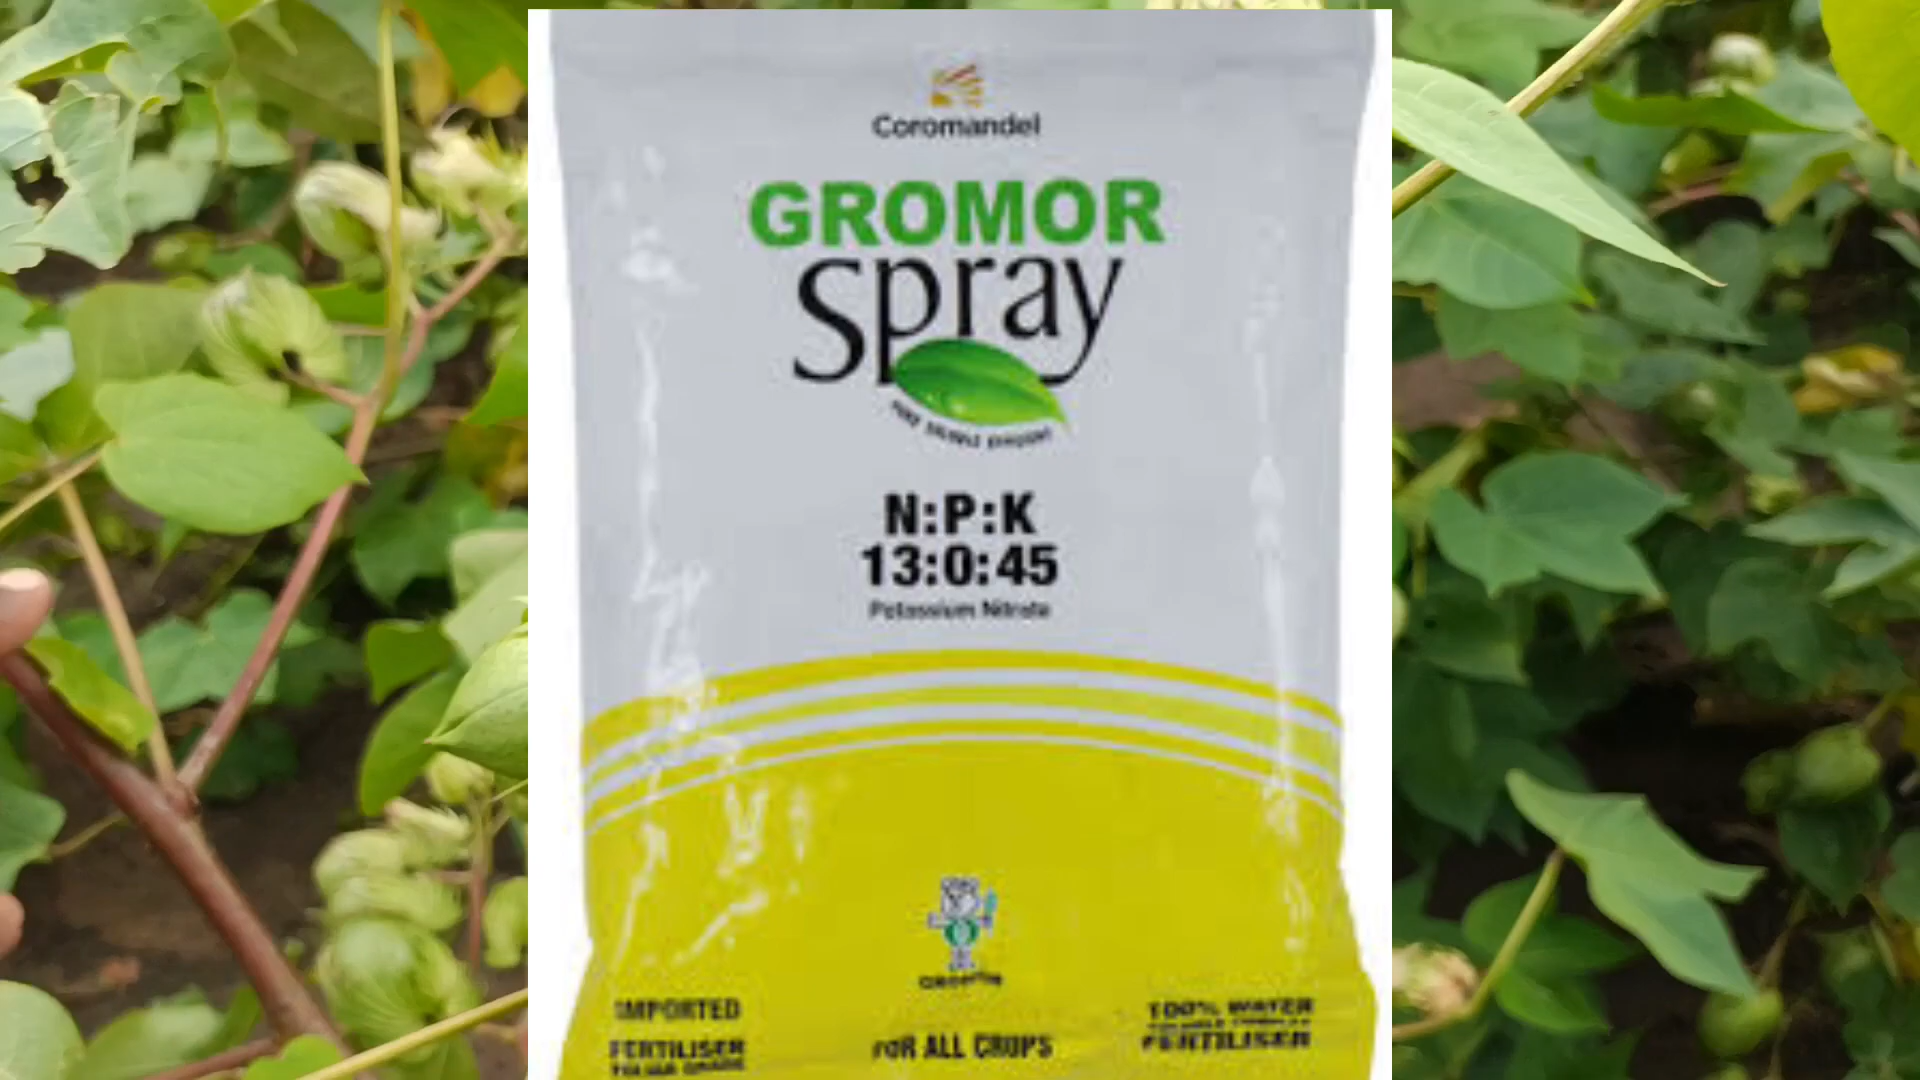 Coromandel
GROMOR
Spray
N:P:K
13:0:45
Potassium Nitrate
IMPORTED
FERTILISER
FOR ALL CROPS
100% WATER
FERTILISER